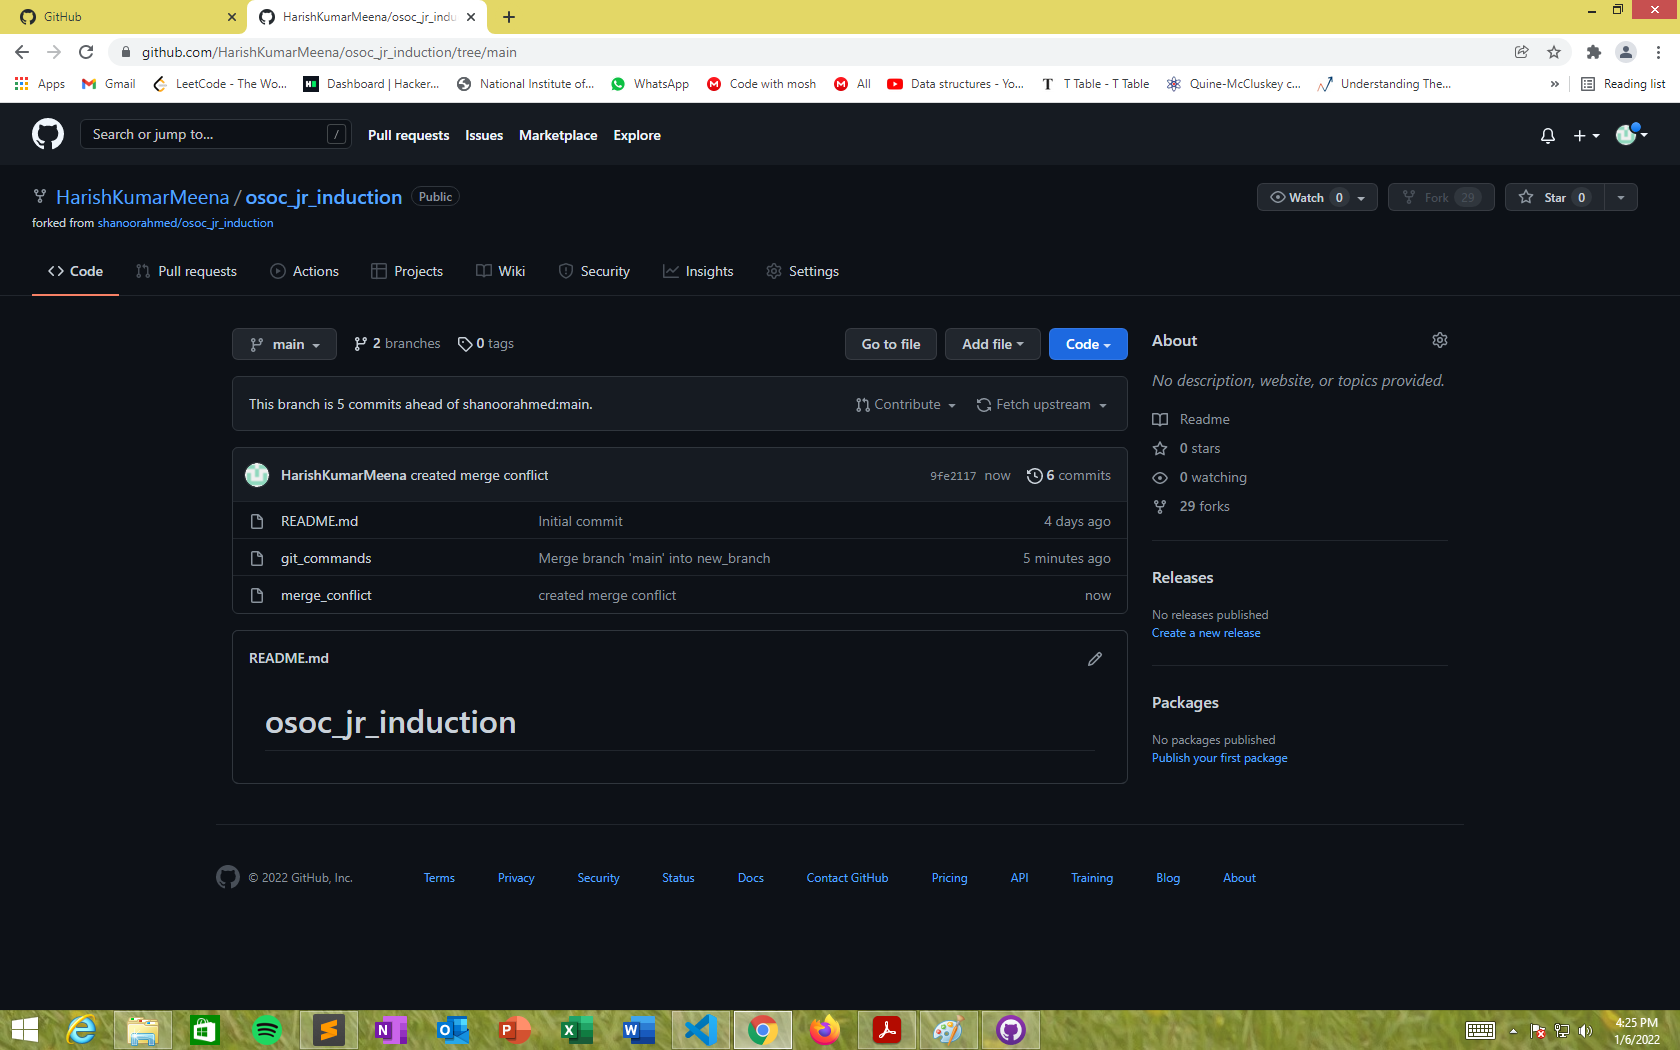 GitHub
HarishKumarMeena/osoc_jr_indu
github.com/HarishKumarMeena/osoc_jr_induction/tree/main
Apps Gmail LeetCode - The Wo... Dashboard | Hacker... National Institute of... WhatsApp Code with mosh All Data structures - Yo... T T Table - T Table Quine-McCluskey c... Understanding The... » Reading list
Search or jump to... / Pull requests Issues Marketplace Explore
HarishKumarMeena / osoc_jr_induction Public Watch 0 Fork 29 Star 0
forked from shanoorahmed/osoc_jr_induction
Code Pull requests Actions Projects Wiki Security Insights Settings
main 2 branches 0 tags Go to file Add file Code
This branch is 5 commits ahead of shanoorahmed:main. Contribute Fetch upstream
HarishKumarMeena created merge conflict 9fe2117 now 6 commits
README.md Initial commit 4 days ago
git_commands Merge branch 'main' into new_branch 5 minutes ago
merge_conflict created merge conflict now
README.md
osoc_jr_induction
About
No description, website, or topics provided.
Readme
0 stars
0 watching
29 forks
Releases
No releases published
Create a new release
Packages
No packages published
Publish your first package
© 2022 GitHub, Inc. Terms Privacy Security Status Docs Contact GitHub Pricing API Training Blog About
4:25 PM
1/6/2022